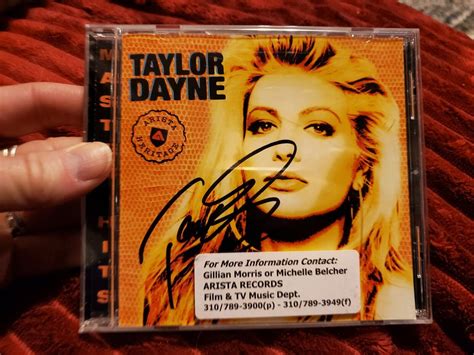 TAYLOR
DAYNE
ARISTA
HERITAGE
For More Information Contact:
Gillian Morris or Michelle Belcher
ARISTA RECORDS
Film & TV Music Dept.
310/789-3900(p) - 310/789-3949(f)
HITS